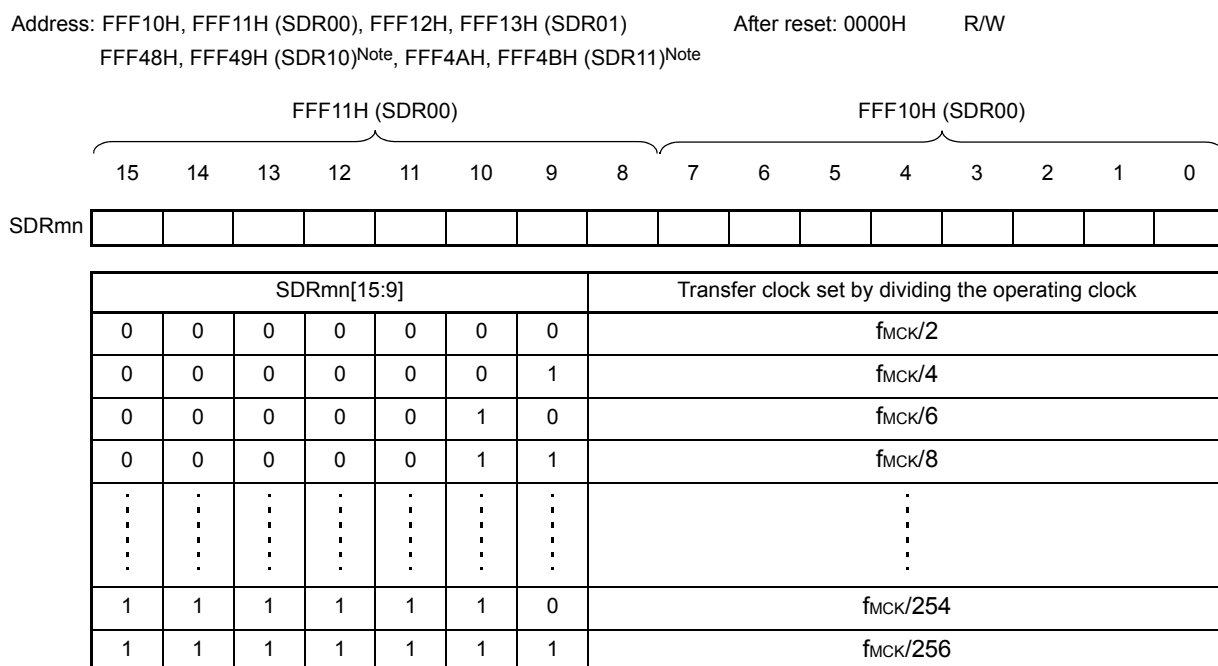 Address: FFF10H, FFF11H (SDR00), FFF12H, FFF13H (SDR01) After reset: 0000H R/W
FFF48H, FFF49H (SDR10)Note, FFF4AH, FFF4BH (SDR11)Note
FFF11H (SDR00) FFF10H (SDR00)
15 14 13 12 11 10 9 8 7 6 5 4 3 2 1 0
SDRmn
SDRmn[15:9] Transfer clock set by dividing the operating clock
0 0 0 0 0 0 0 fMCK/2
0 0 0 0 0 0 1 fMCK/4
0 0 0 0 0 1 0 fMCK/6
0 0 0 0 0 1 1 fMCK/8
1 1 1 1 1 1 0 fMCK/254
1 1 1 1 1 1 1 fMCK/256